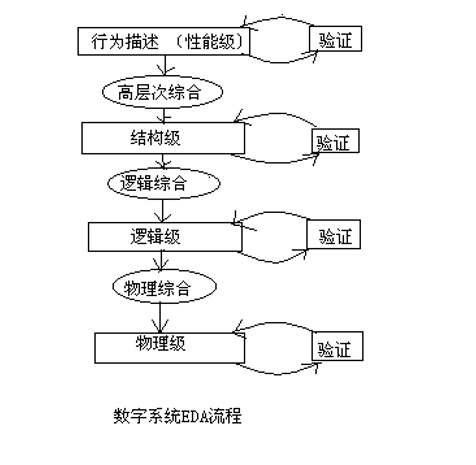 行为描述 （性能级） 验证
高层次综合
结构级 验证
逻辑综合
逻辑级 验证
物理综合
物理级 验证
数字系统EDA流程